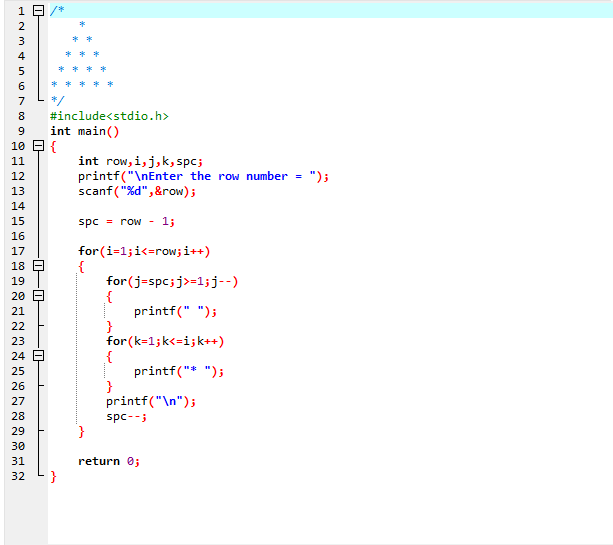 1 /*
2         *
3        * *
4       * * *
5      * * * *
6     * * * * *
7 */
8 #include<stdio.h>
9 int main()
10 {
11     int row,i,j,k,spc;
12     printf("\nEnter the row number = ");
13     scanf("%d",&row);
14
15     spc = row - 1;
16
17     for(i=1;i<=row;i++)
18     {
19         for(j=spc;j>=1;j--)
20         {
21             printf(" ");
22         }
23         for(k=1;k<=i;k++)
24         {
25             printf("* ");
26         }
27         printf("\n");
28         spc--;
29     }
30
31     return 0;
32 }